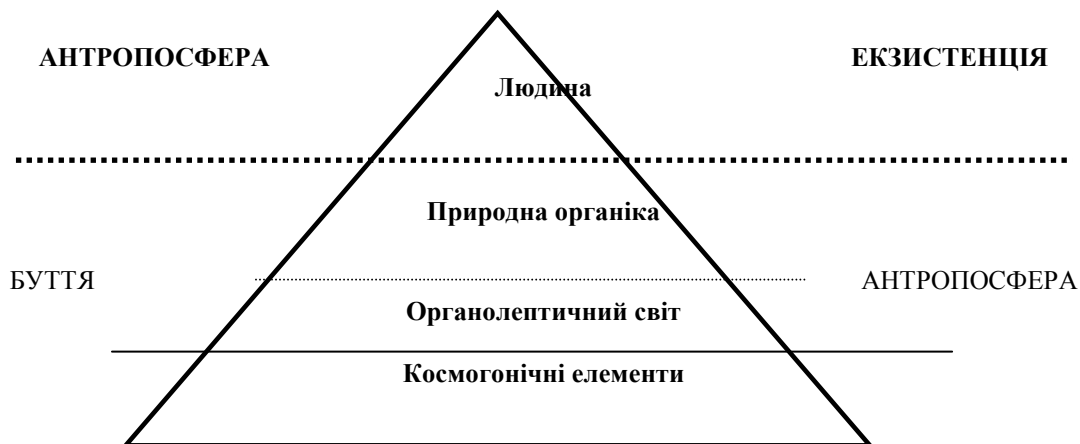 АНТРОПОСФЕРА ЕКЗИСТЕНЦІЯ
Людина
Природна органіка
БУТТЯ АНТРОПОСФЕРА
Органолептичний світ
Космогонічні елементи